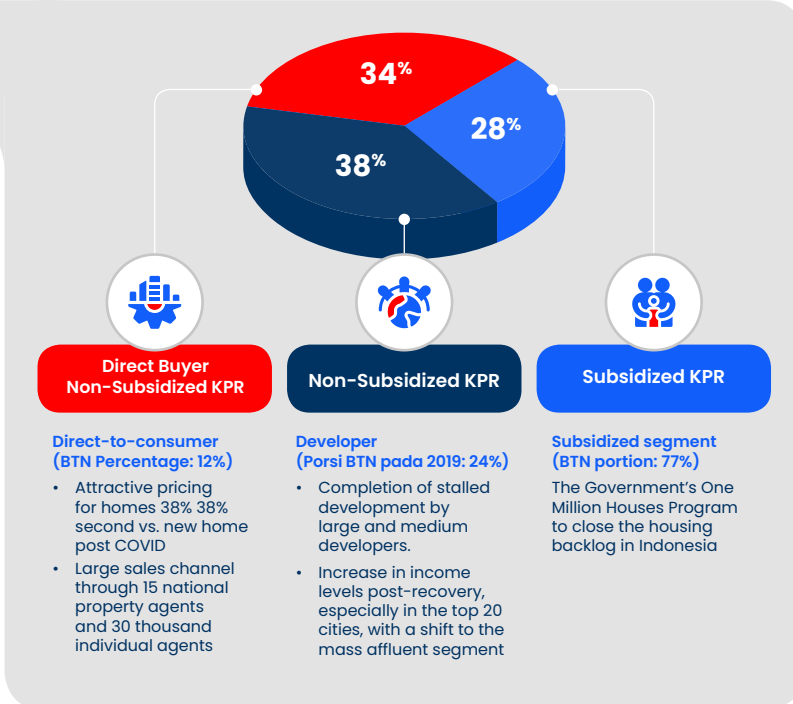 34%
28%
38%
Direct Buyer
Non-Subsidized KPR
Direct-to-consumer
(BTN Percentage: 12%)
• Attractive pricing
for homes 38% 38%
second vs. new home
post COVID
• Large sales channel
through 15 national
property agents
and 30 thousand
individual agents
Non-Subsidized KPR
Developer
(Porsi BTN pada 2019: 24%)
• Completion of stalled
development by
large and medium
developers.
• Increase in income
levels post-recovery,
especially in the top 20
cities, with a shift to the
mass affluent segment
Subsidized KPR
Subsidized segment
(BTN portion: 77%)
The Government’s One
Million Houses Program
to close the housing
backlog in Indonesia